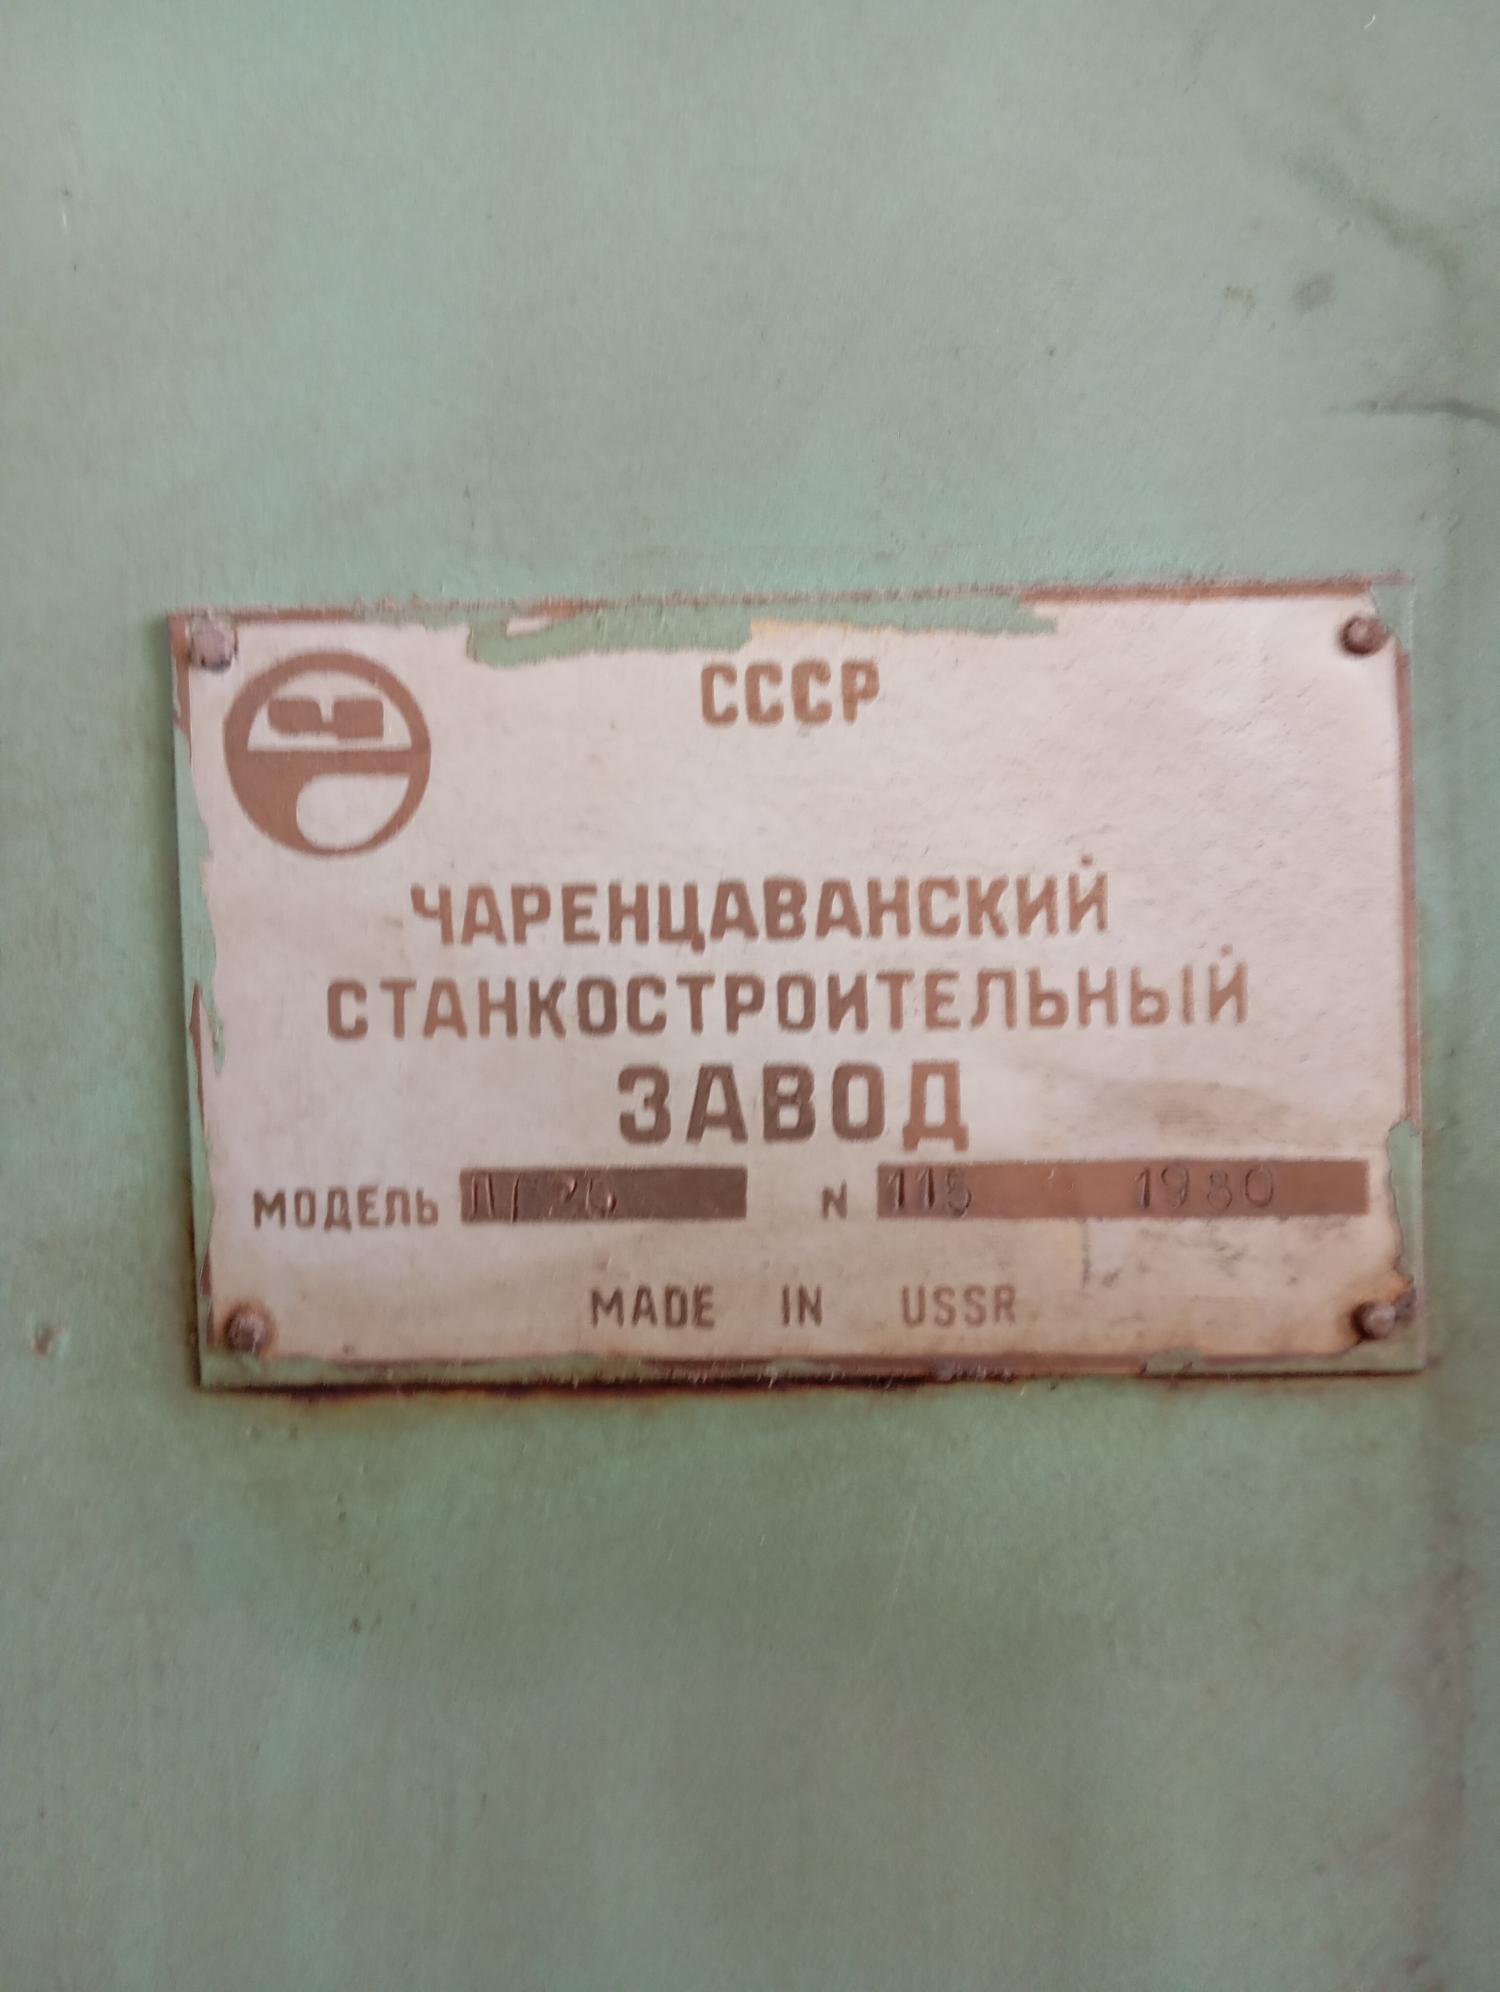 СССР
ЧАРЕНЦАВАНСКИЙ
СТАНКОСТРОИТЕЛЬНЫЙ
ЗАВОД
МОДЕЛЬ N 115 1980
MADE IN USSR